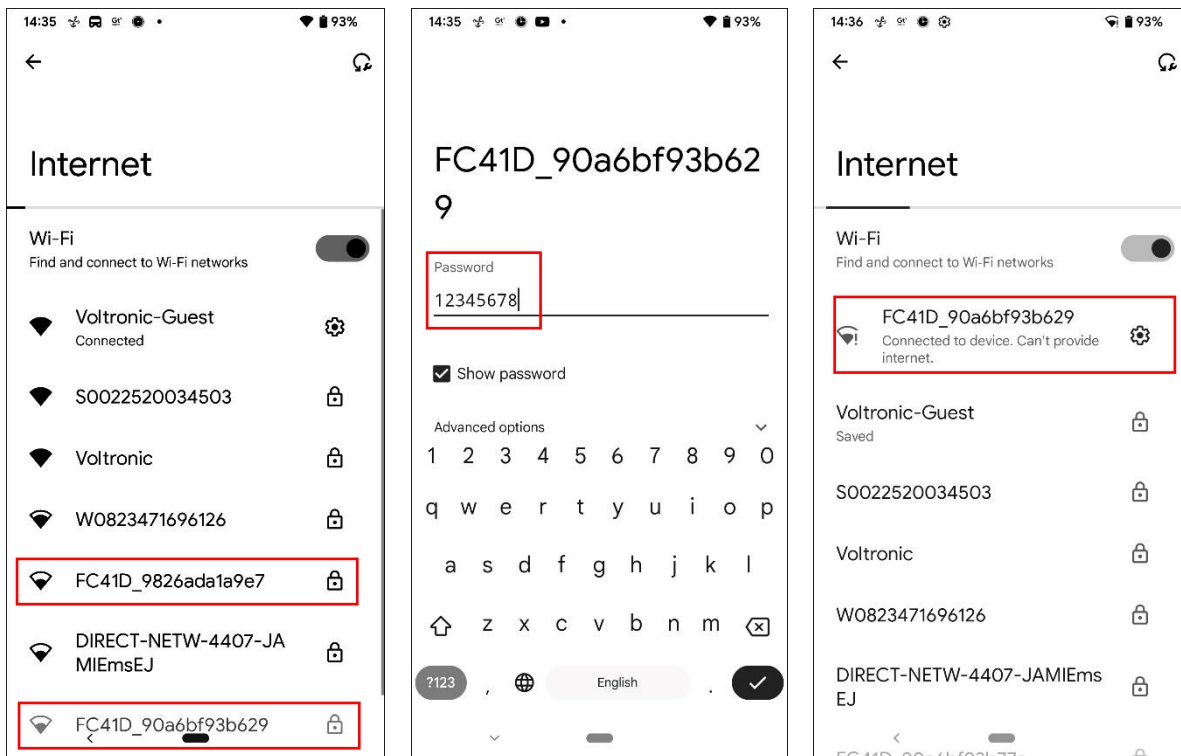 14:35 93%
Internet
Wi-Fi
Find and connect to Wi-Fi networks
Voltronic-Guest
Connected
S0022520034503
Voltronic
W0823471696126
FC41D_9826ada1a9e7
DIRECT-NETW-4407-JA
MIEmsEJ
FC41D_90a6bf93b629
14:35 93%
FC41D_90a6bf93b62
9
Password
12345678
Show password
Advanced options
1 2 3 4 5 6 7 8 9 0
q w e r t y u i o p
a s d f g h j k l
z x c v b n m
?123 , English .
14:36 93%
Internet
Wi-Fi
Find and connect to Wi-Fi networks
FC41D_90a6bf93b629
Connected to device. Can't provide
internet.
Voltronic-Guest
Saved
S0022520034503
Voltronic
W0823471696126
DIRECT-NETW-4407-JAMIEms
EJ